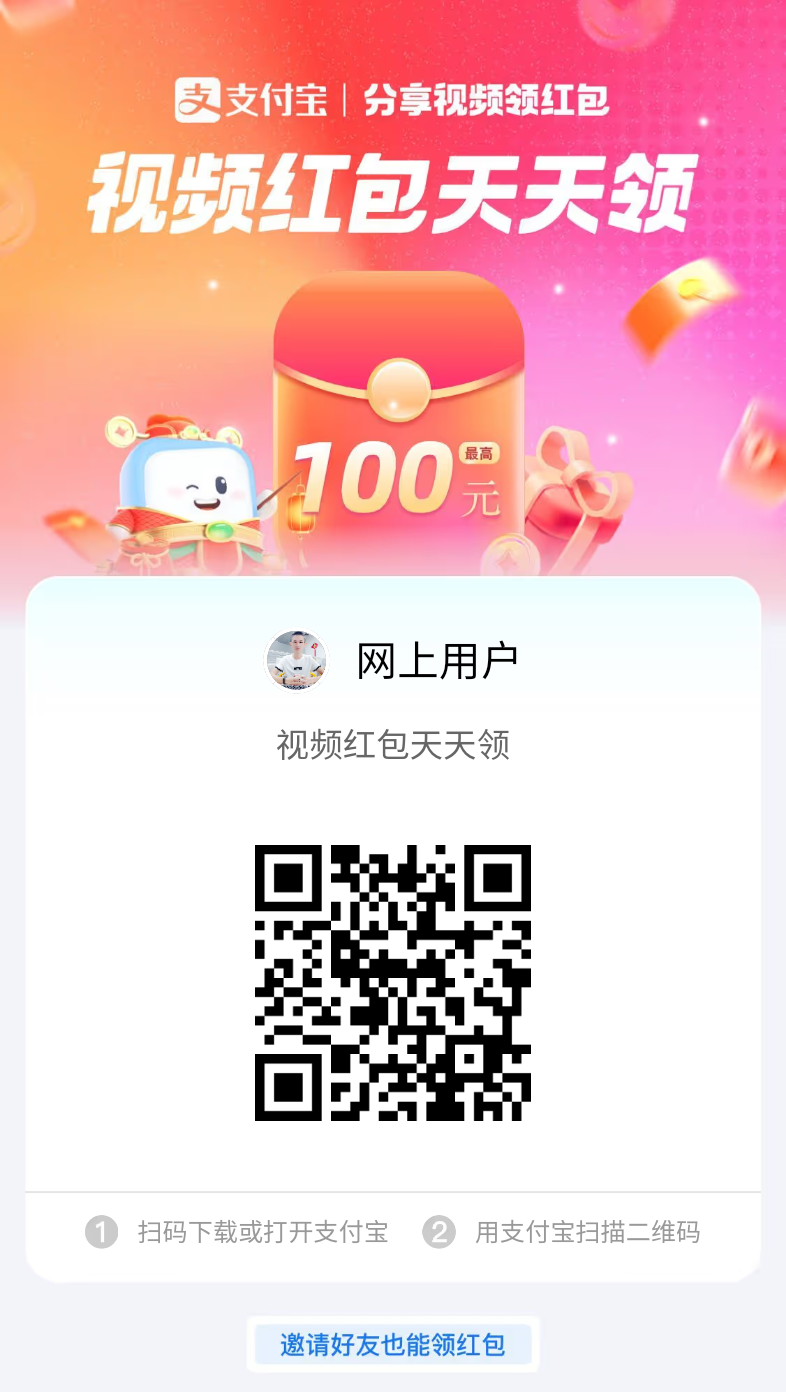 支 支付宝 | 分享视频领红包
视频红包天天领
100 最高 元
网上用户
视频红包天天领
1 扫码下载或打开支付宝 2 用支付宝扫描二维码
邀请好友也能领红包